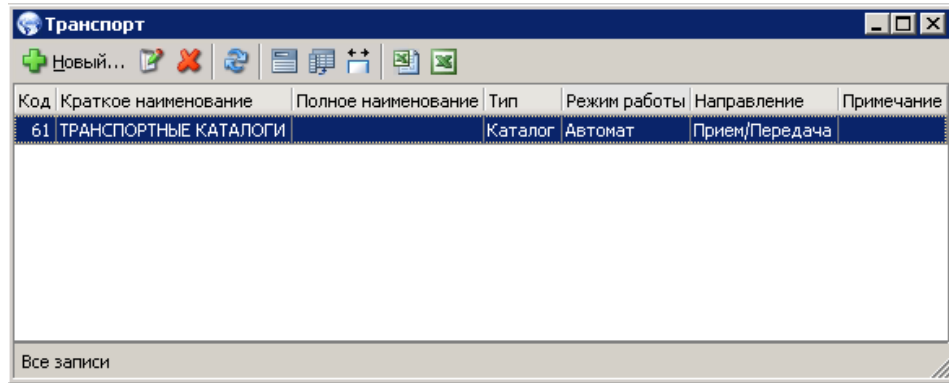 Транспорт
Новый...
Код Краткое наименование Полное наименование Тип Режим работы Направление Примечание
61 ТРАНСПОРТНЫЕ КАТАЛОГИ Каталог Автомат Прием/Передача
Все записи